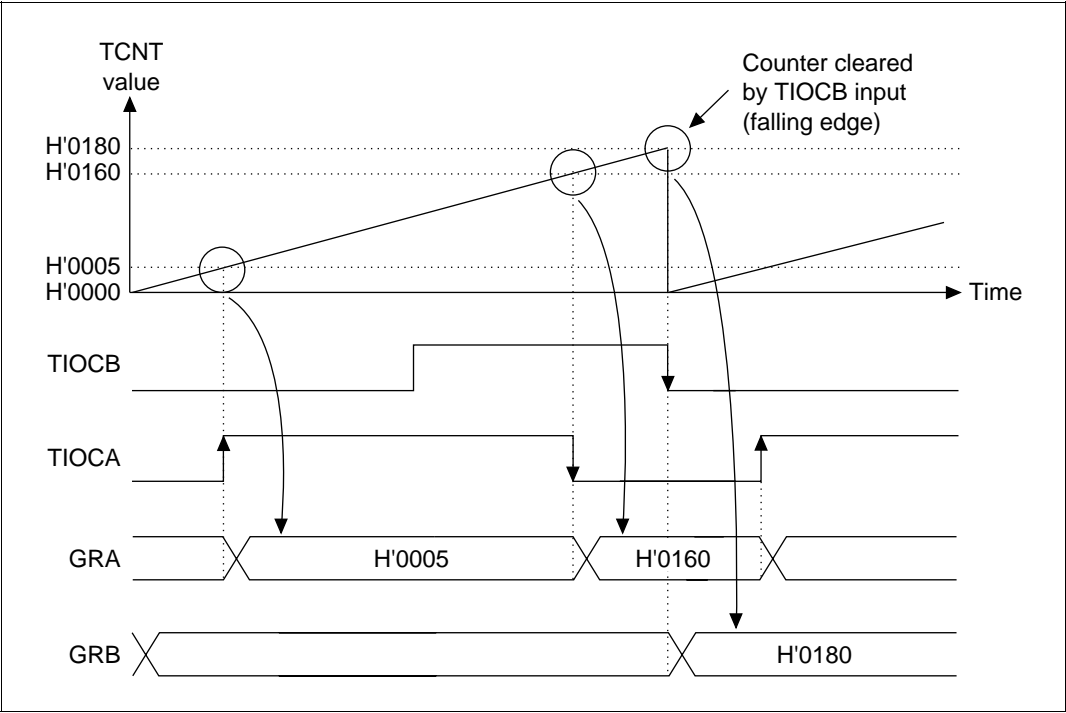 TCNT
value
Counter cleared
by TIOCB input
(falling edge)
H'0180
H'0160
H'0005
H'0000
Time
TIOCB
TIOCA
GRA
H'0005
H'0160
GRB
H'0180